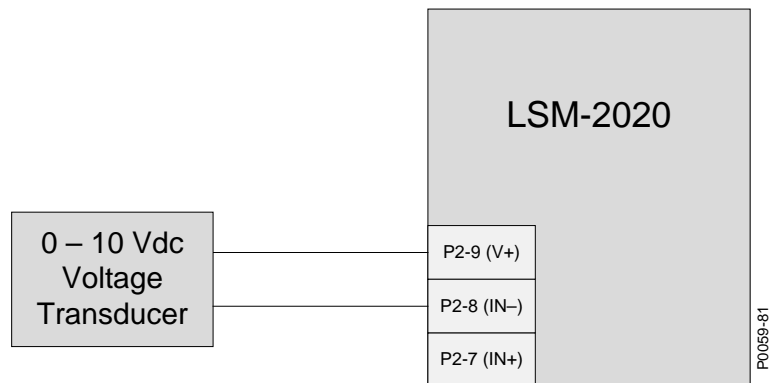 LSM-2020
0 – 10 Vdc
Voltage
Transducer
P2-9 (V+)
P2-8 (IN–)
P2-7 (IN+)
P0059-81